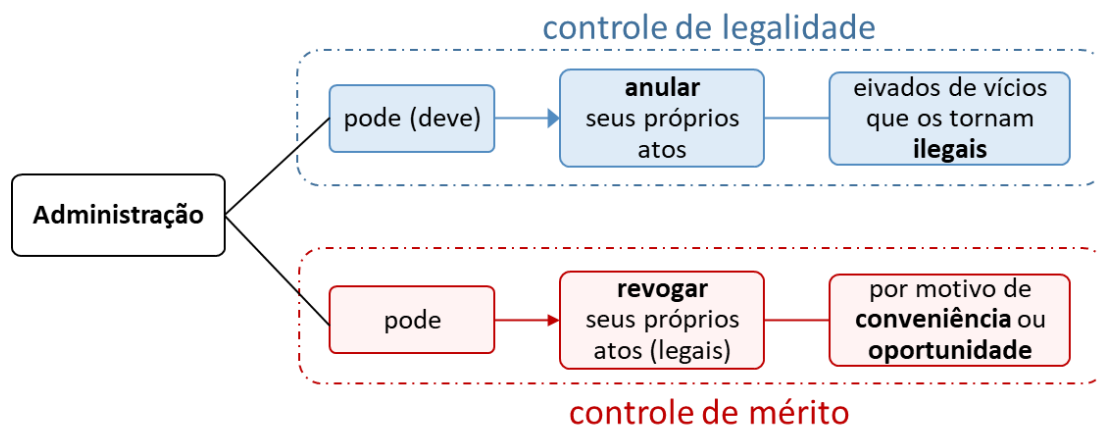 controle de legalidade
pode (deve)
anular
seus próprios
atos
eivados de vícios
que os tornam
ilegais
Administração
pode
revogar
seus próprios
atos (legais)
por motivo de
conveniência ou
oportunidade
controle de mérito